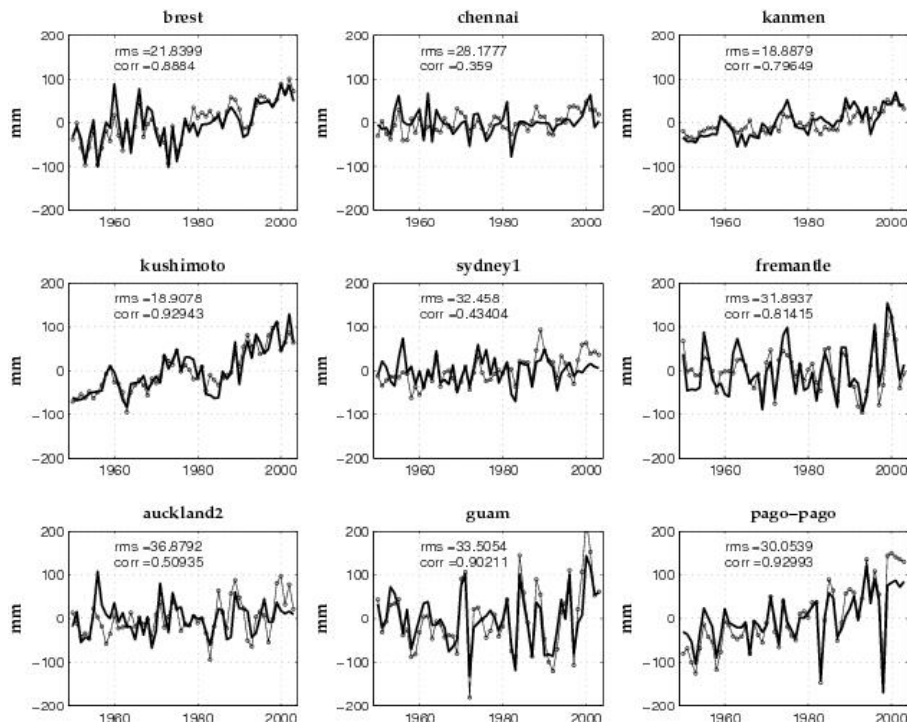 brest
chennai
kanmen
200
100
0
−100
−200
mm
rms =21.8399
corr =0.8884
1960
1980
2000
200
100
0
−100
−200
mm
rms =28.1777
corr =0.359
1960
1980
2000
200
100
0
−100
−200
mm
rms =18.8879
corr =0.79649
1960
1980
2000
kushimoto
sydney1
fremantle
200
100
0
−100
−200
mm
rms =18.9078
corr =0.92943
1960
1980
2000
200
100
0
−100
−200
mm
rms =32.458
corr =0.43404
1960
1980
2000
200
100
0
−100
−200
mm
rms =31.8937
corr =0.81415
1960
1980
2000
auckland2
guam
pago−pago
200
100
0
−100
−200
mm
rms =36.8792
corr =0.50935
1960
1980
2000
200
100
0
−100
−200
mm
rms =33.5054
corr =0.90211
1960
1980
2000
200
100
0
−100
−200
mm
rms =30.0539
corr =0.92993
1960
1980
2000